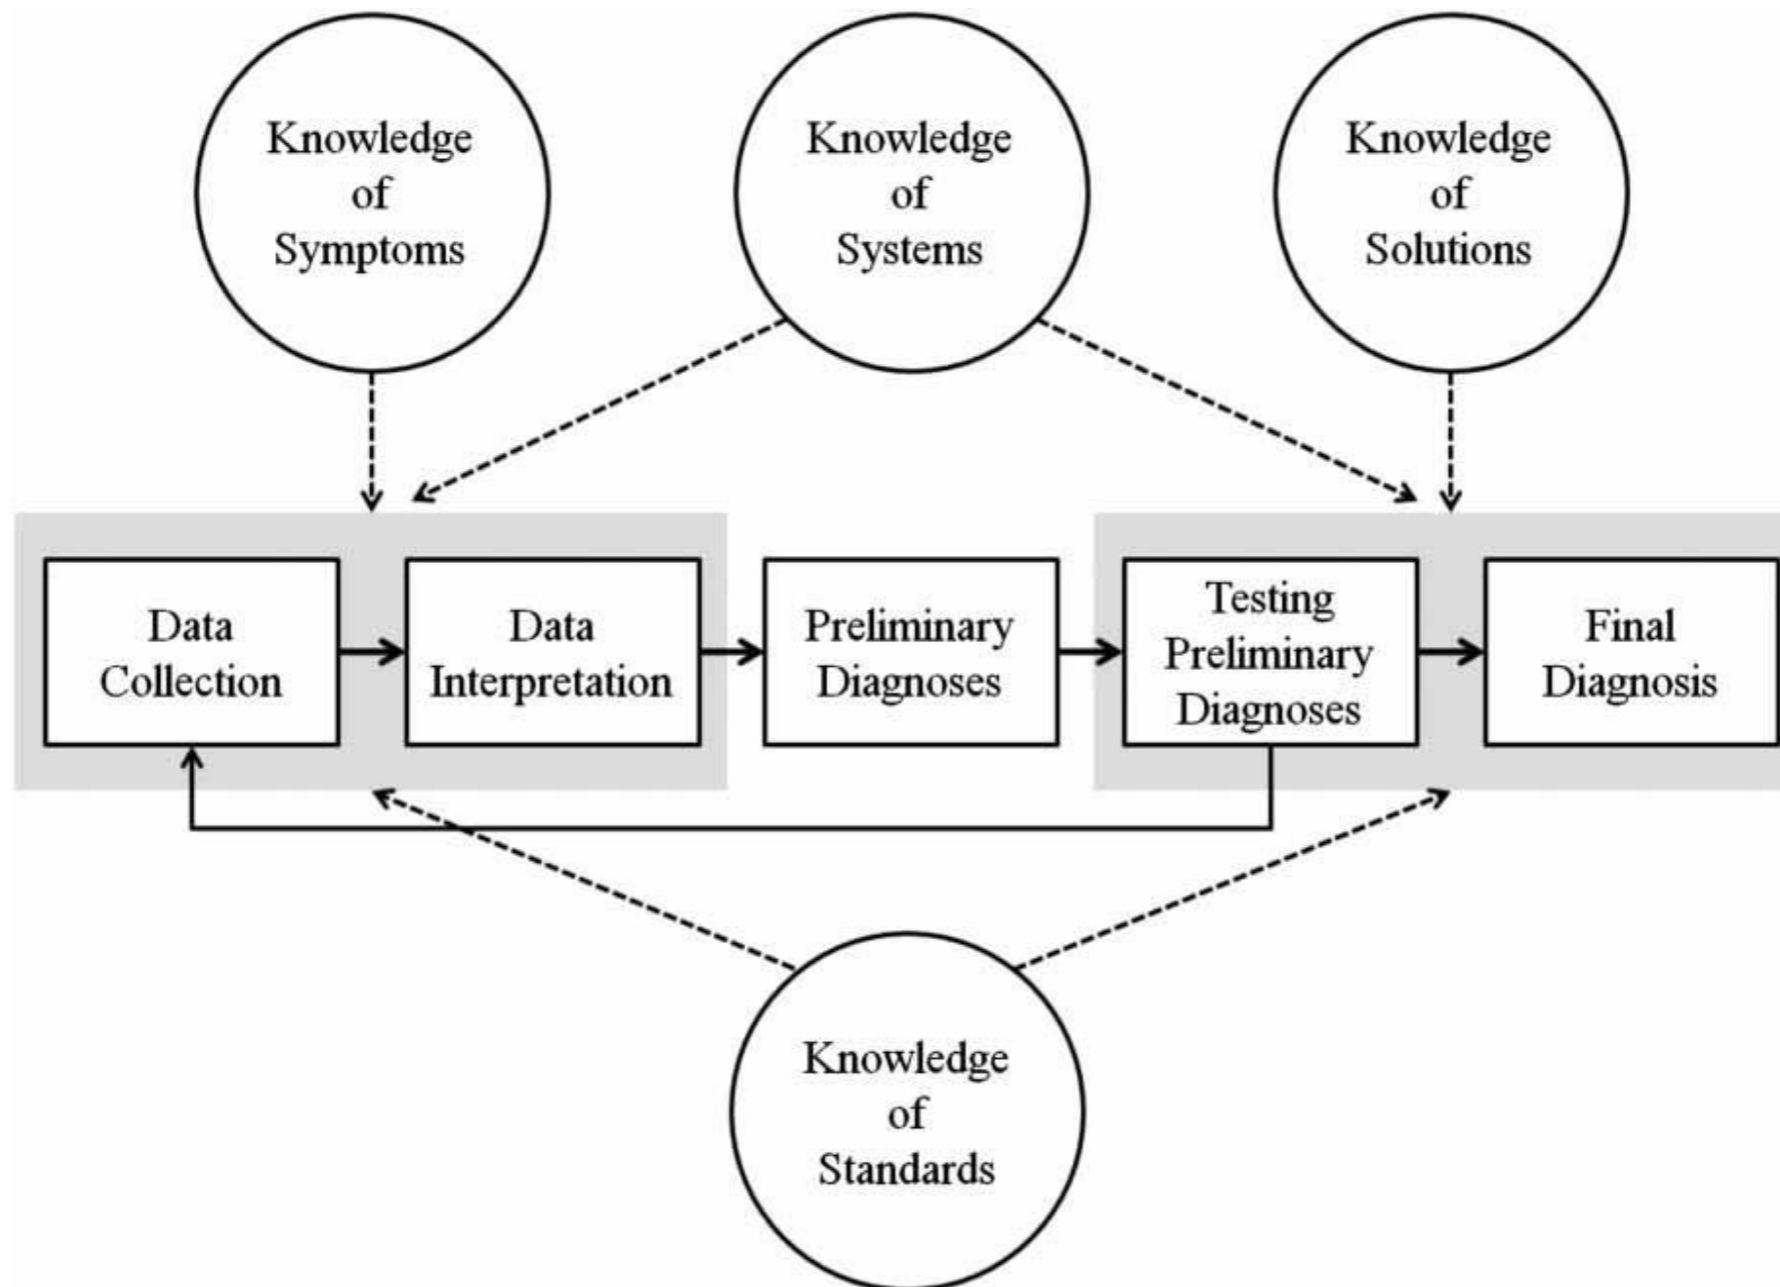 Knowledge
of
Symptoms
Knowledge
of
Systems
Knowledge
of
Solutions
Data
Collection
Data
Interpretation
Preliminary
Diagnoses
Testing
Preliminary
Diagnoses
Final
Diagnosis
Knowledge
of
Standards